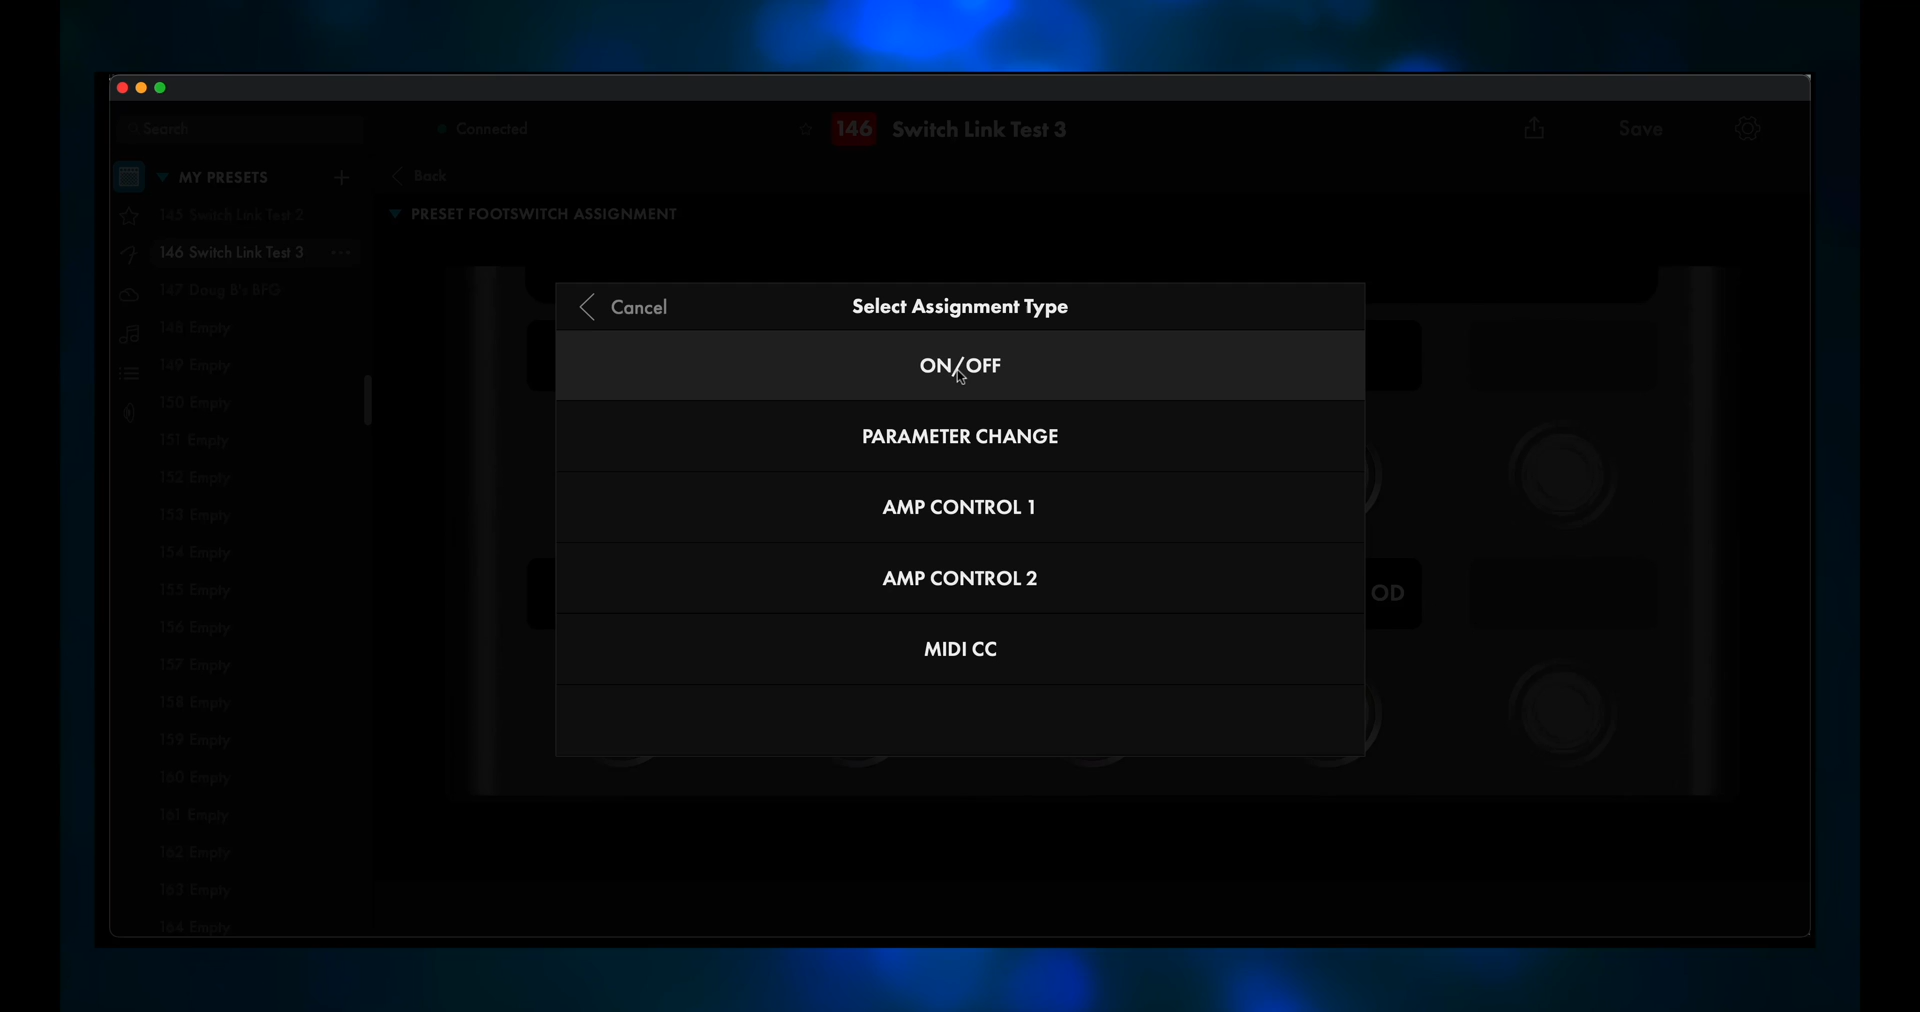 Search
Connected
146 Switch Link Test 3
Save
MY PRESETS
Back
145 Switch Link Test 2
PRESET FOOTSWITCH ASSIGNMENT
146 Switch Link Test 3
147 Doug B's BFG
148 Empty
149 Empty
150 Empty
151 Empty
152 Empty
153 Empty
154 Empty
155 Empty
156 Empty
157 Empty
158 Empty
159 Empty
160 Empty
161 Empty
162 Empty
163 Empty
164 Empty
Cancel
Select Assignment Type
ON/OFF
PARAMETER CHANGE
AMP CONTROL 1
AMP CONTROL 2
MIDI CC
OD